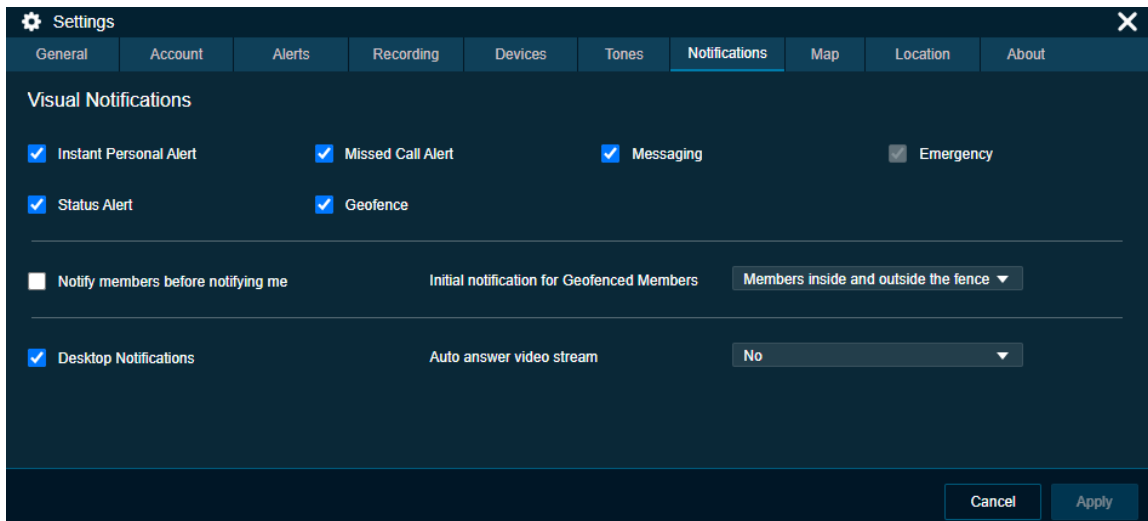 Settings
General Account Alerts Recording Devices Tones Notifications Map Location About
Visual Notifications
Instant Personal Alert Missed Call Alert Messaging Emergency
Status Alert Geofence
Notify members before notifying me Initial notification for Geofenced Members Members inside and outside the fence
Desktop Notifications Auto answer video stream No
Cancel Apply